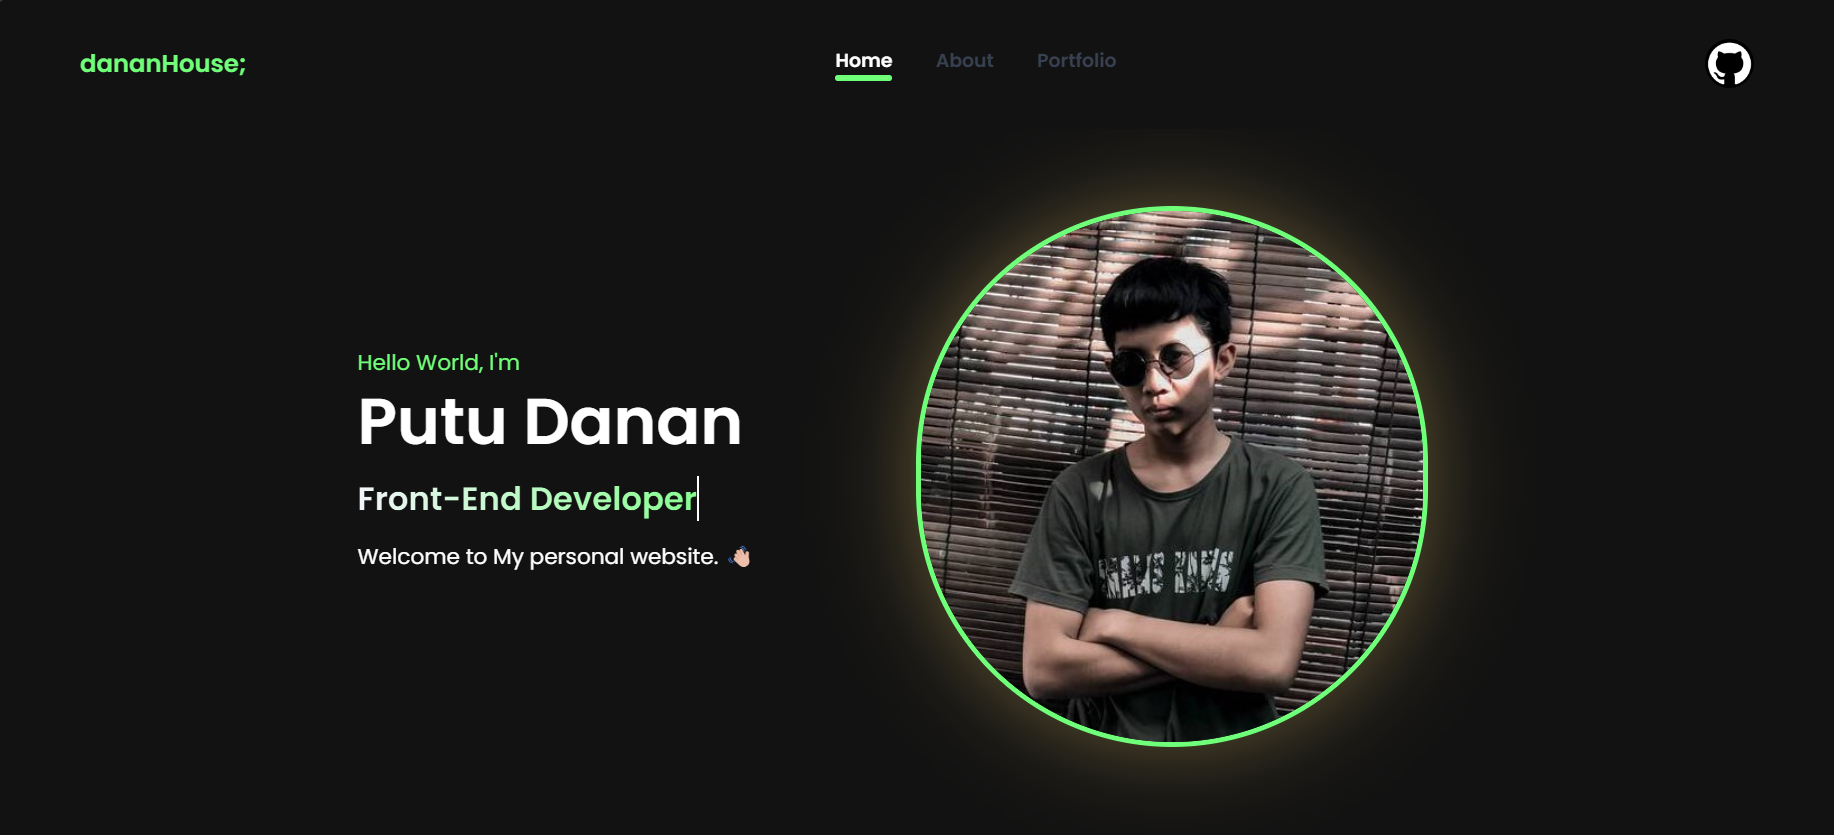 dananHouse;
Home About Portfolio
Hello World, I'm
Putu Danan
Front-End Developer
Welcome to My personal website. 👋🏻